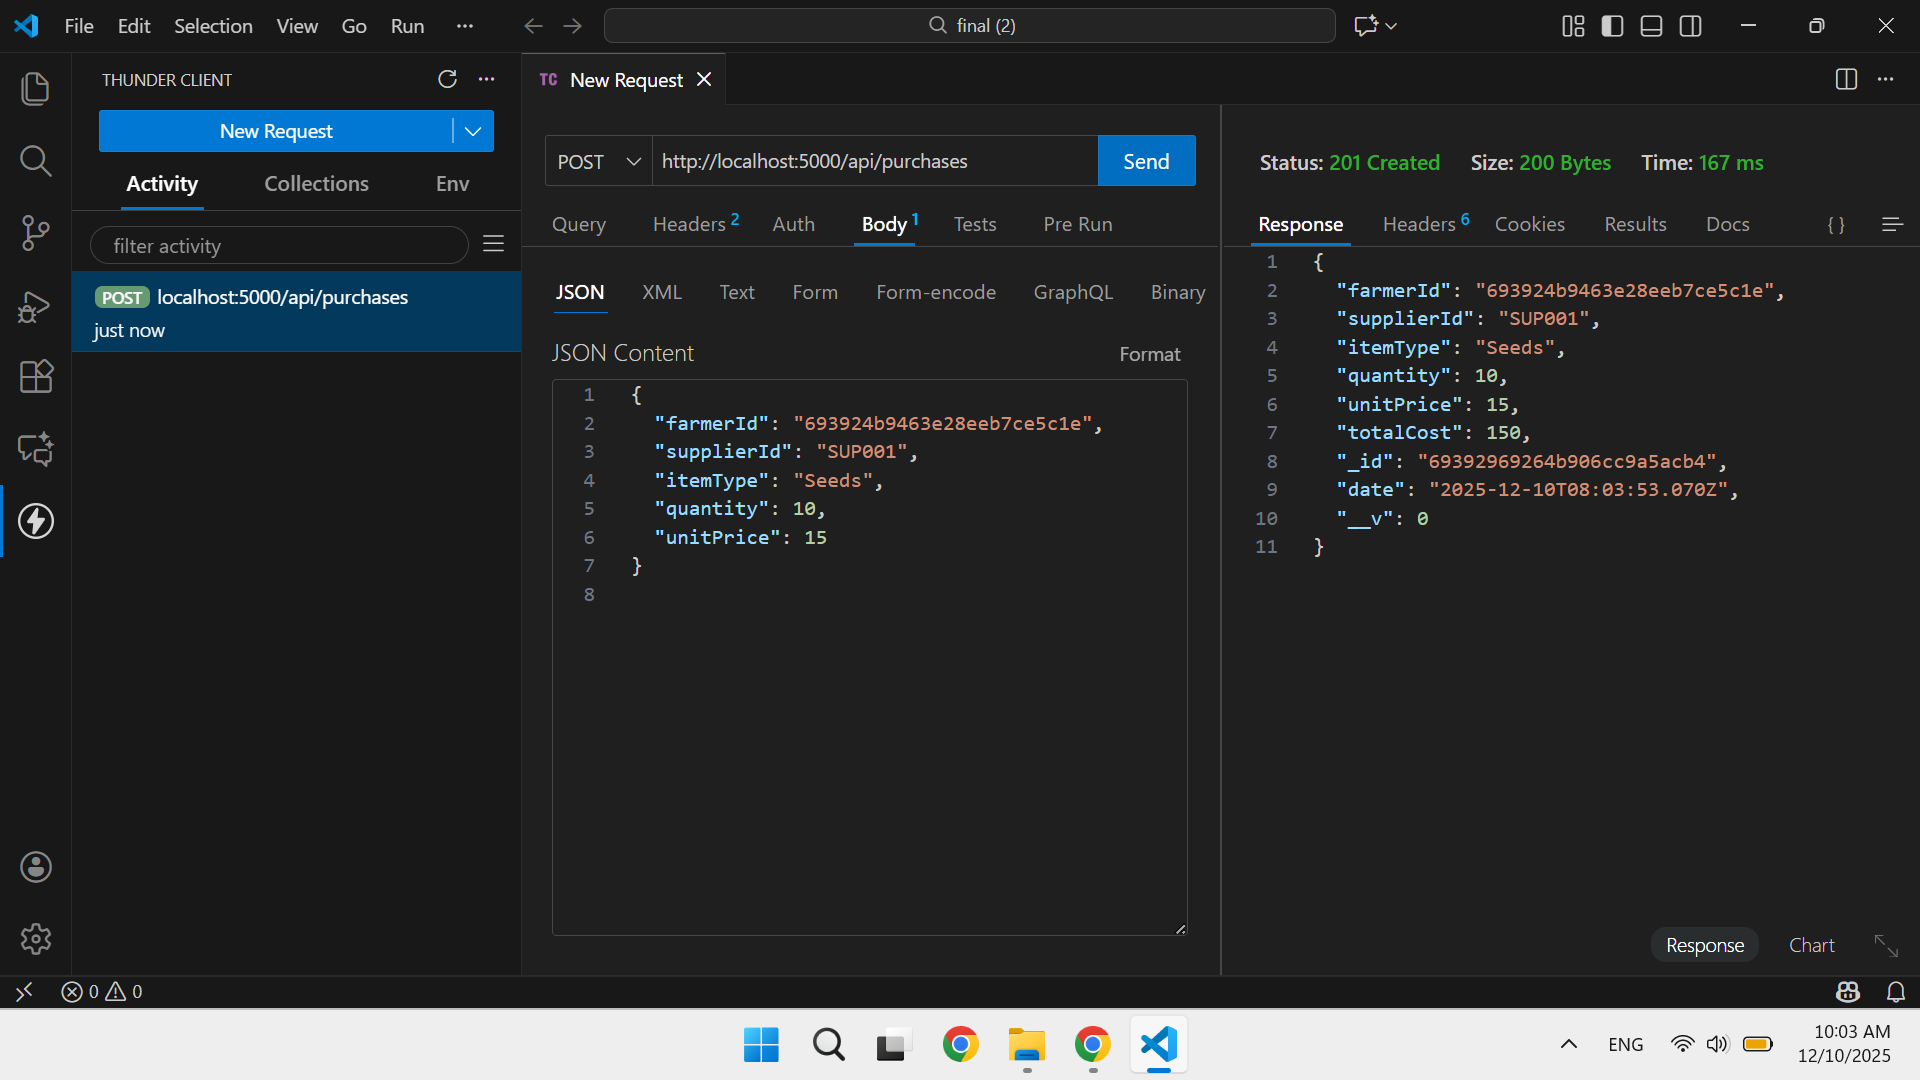 File Edit Selection View Go Run ···
final (2)
THUNDER CLIENT
New Request
Activity Collections Env
filter activity
POST localhost:5000/api/purchases
just now
TC New Request
POST http://localhost:5000/api/purchases Send
Query Headers 2 Auth Body 1 Tests Pre Run
JSON XML Text Form Form-encode GraphQL Binary
JSON Content Format
1 {
2 "farmerId": "693924b9463e28eeb7ce5c1e",
3 "supplierId": "SUP001",
4 "itemType": "Seeds",
5 "quantity": 10,
6 "unitPrice": 15
7 }
8
Status: 201 Created Size: 200 Bytes Time: 167 ms
Response Headers 6 Cookies Results Docs { }
1 {
2 "farmerId": "693924b9463e28eeb7ce5c1e",
3 "supplierId": "SUP001",
4 "itemType": "Seeds",
5 "quantity": 10,
6 "unitPrice": 15,
7 "totalCost": 150,
8 "_id": "69392969264b906cc9a5acb4",
9 "date": "2025-12-10T08:03:53.070Z",
10 "__v": 0
11 }
Response Chart
0 0
ENG
10:03 AM
12/10/2025